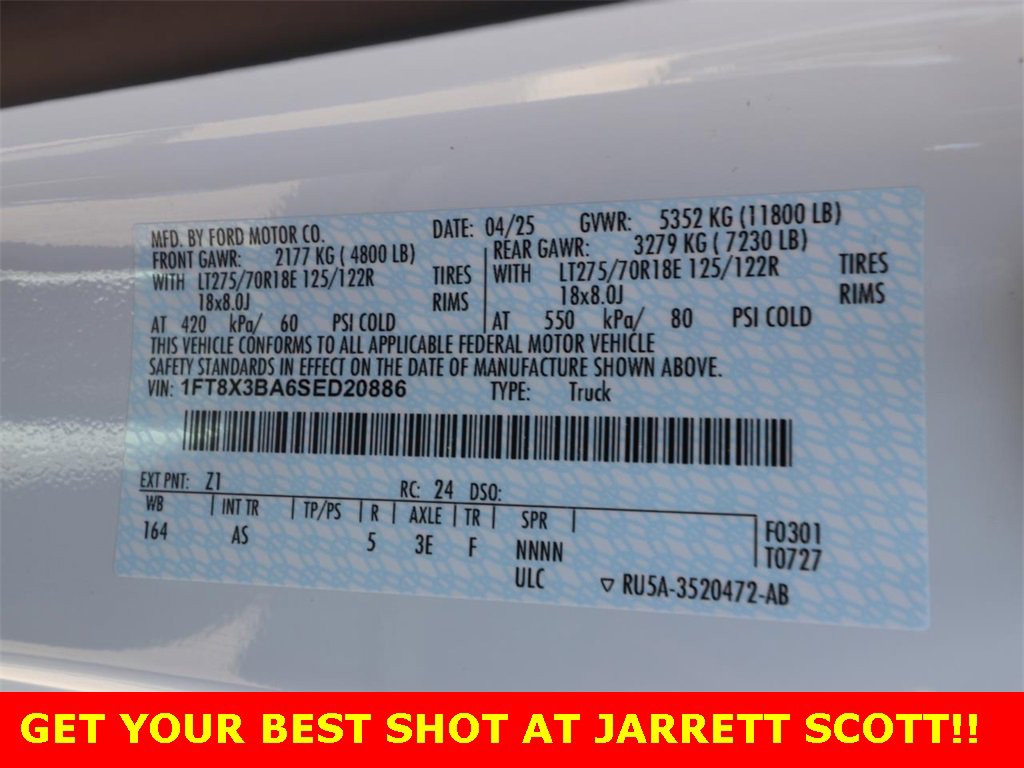 MFD. BY FORD MOTOR CO. DATE: 04/25 GVWR: 5352 KG (11800 LB)
FRONT GAWR: 2177 KG ( 4800 LB) REAR GAWR: 3279 KG ( 7230 LB)
WITH LT275/70R18E 125/122R TIRES WITH LT275/70R18E 125/122R TIRES
18x8.0J RIMS 18x8.0J RIMS
AT 420 kPa/ 60 PSI COLD AT 550 kPa/ 80 PSI COLD
THIS VEHICLE CONFORMS TO ALL APPLICABLE FEDERAL MOTOR VEHICLE
SAFETY STANDARDS IN EFFECT ON THE DATE OF MANUFACTURE SHOWN ABOVE.
VIN: 1FT8X3BA6SED20886 TYPE: Truck
EXT PNT: Z1 RC: 24 DSO:
WB INT TR TP/PS R AXLE TR SPR F0301
164 AS 5 3E F NNNN T0727
ULC ▽ RU5A-3520472-AB
GET YOUR BEST SHOT AT JARRETT SCOTT!!